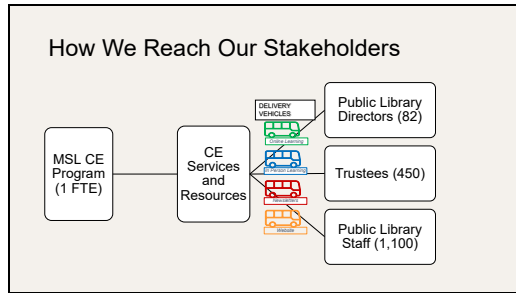 How We Reach Our Stakeholders
MSL CE
Program
(1 FTE)
CE
Services
and
Resources
DELIVERY
VEHICLES
Online Learning
In Person Learning
Newsletters
Website
Public Library
Directors (82)
Trustees (450)
Public Library
Staff (1,100)